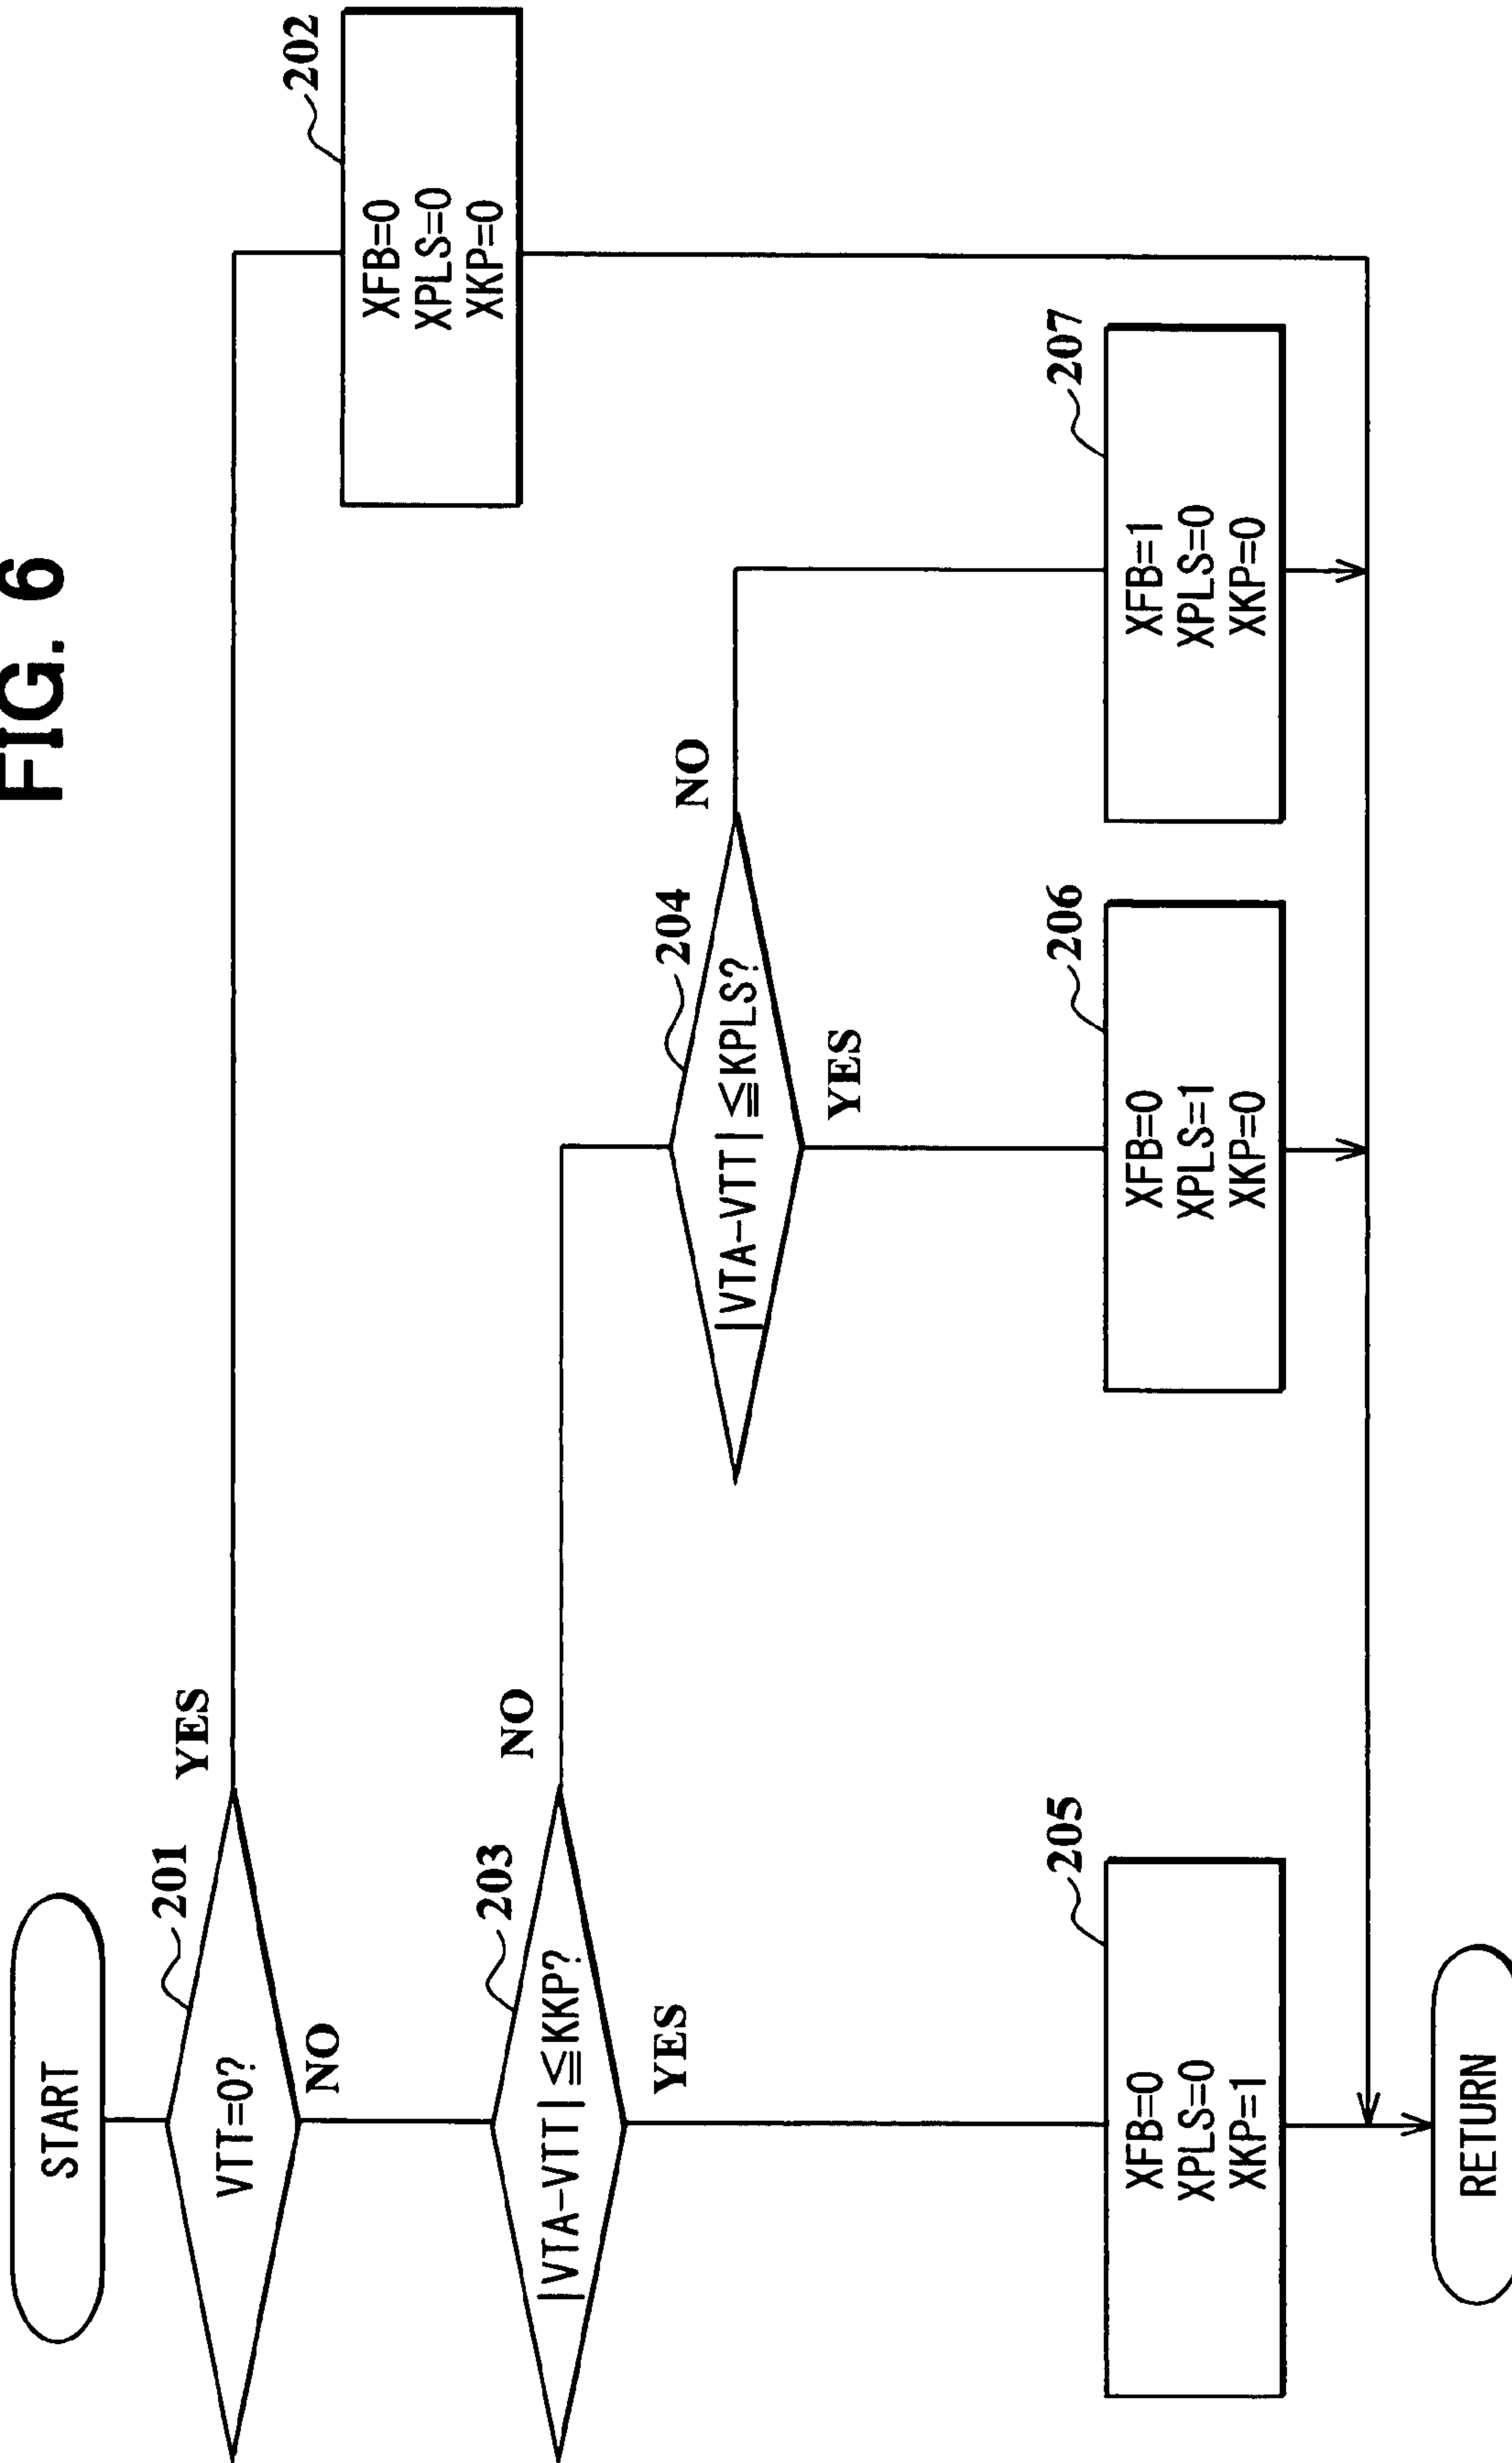 FIG. 6
START
201
VTT=0?
YES
NO
202
XFB=0
XPLS=0
XKP=0
203
|VTA-VTT|≦KKP?
NO
YES
204
|VTA-VTT|≦KPLS?
NO
YES
205
XFB=0
XPLS=0
XKP=1
206
XFB=0
XPLS=1
XKP=0
207
XFB=1
XPLS=0
XKP=0
RETURN